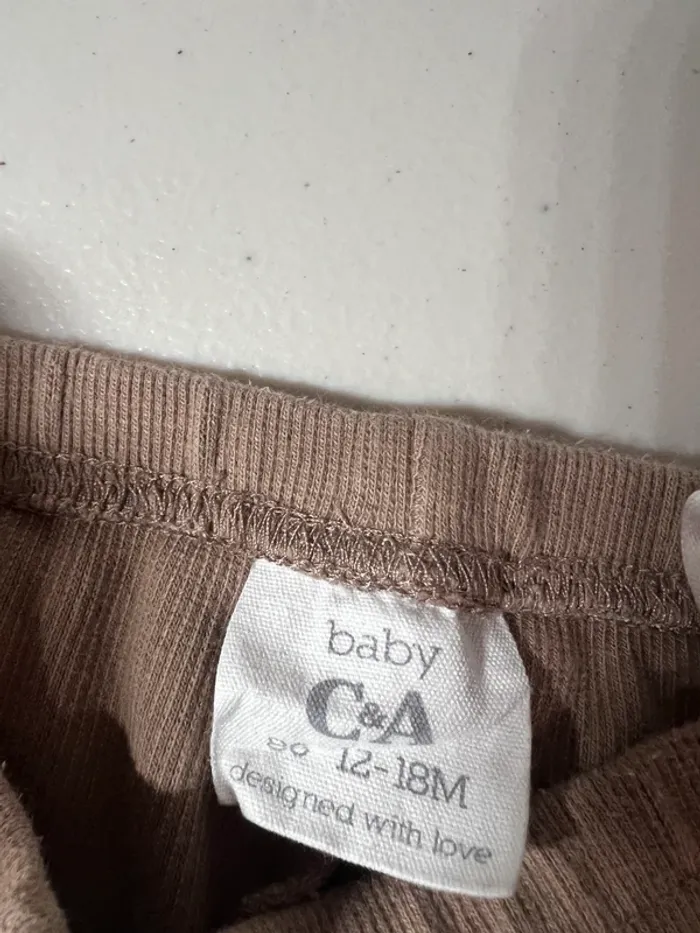 baby
C&A
12-18M
designed with love